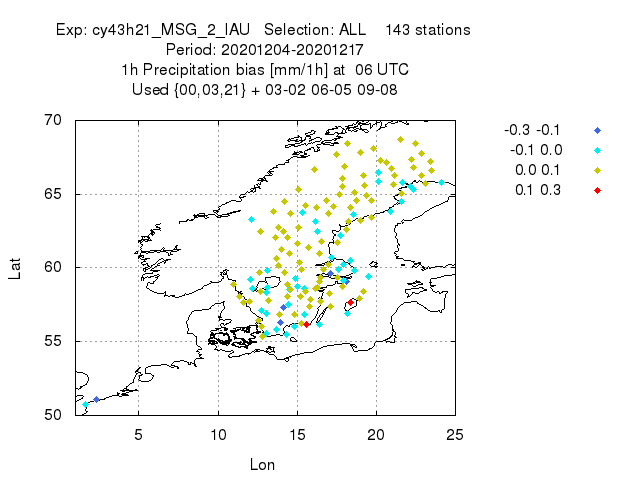 Exp: cy43h21_MSG_2_IAU Selection: ALL 143 stations
Period: 20201204-20201217
1h Precipitation bias [mm/1h] at 06 UTC
Used {00,03,21} + 03-02 06-05 09-08
-0.3 -0.1
-0.1 0.0
0.0 0.1
0.1 0.3
70
65
60
55
50
Lat
5 10 15 20 25
Lon